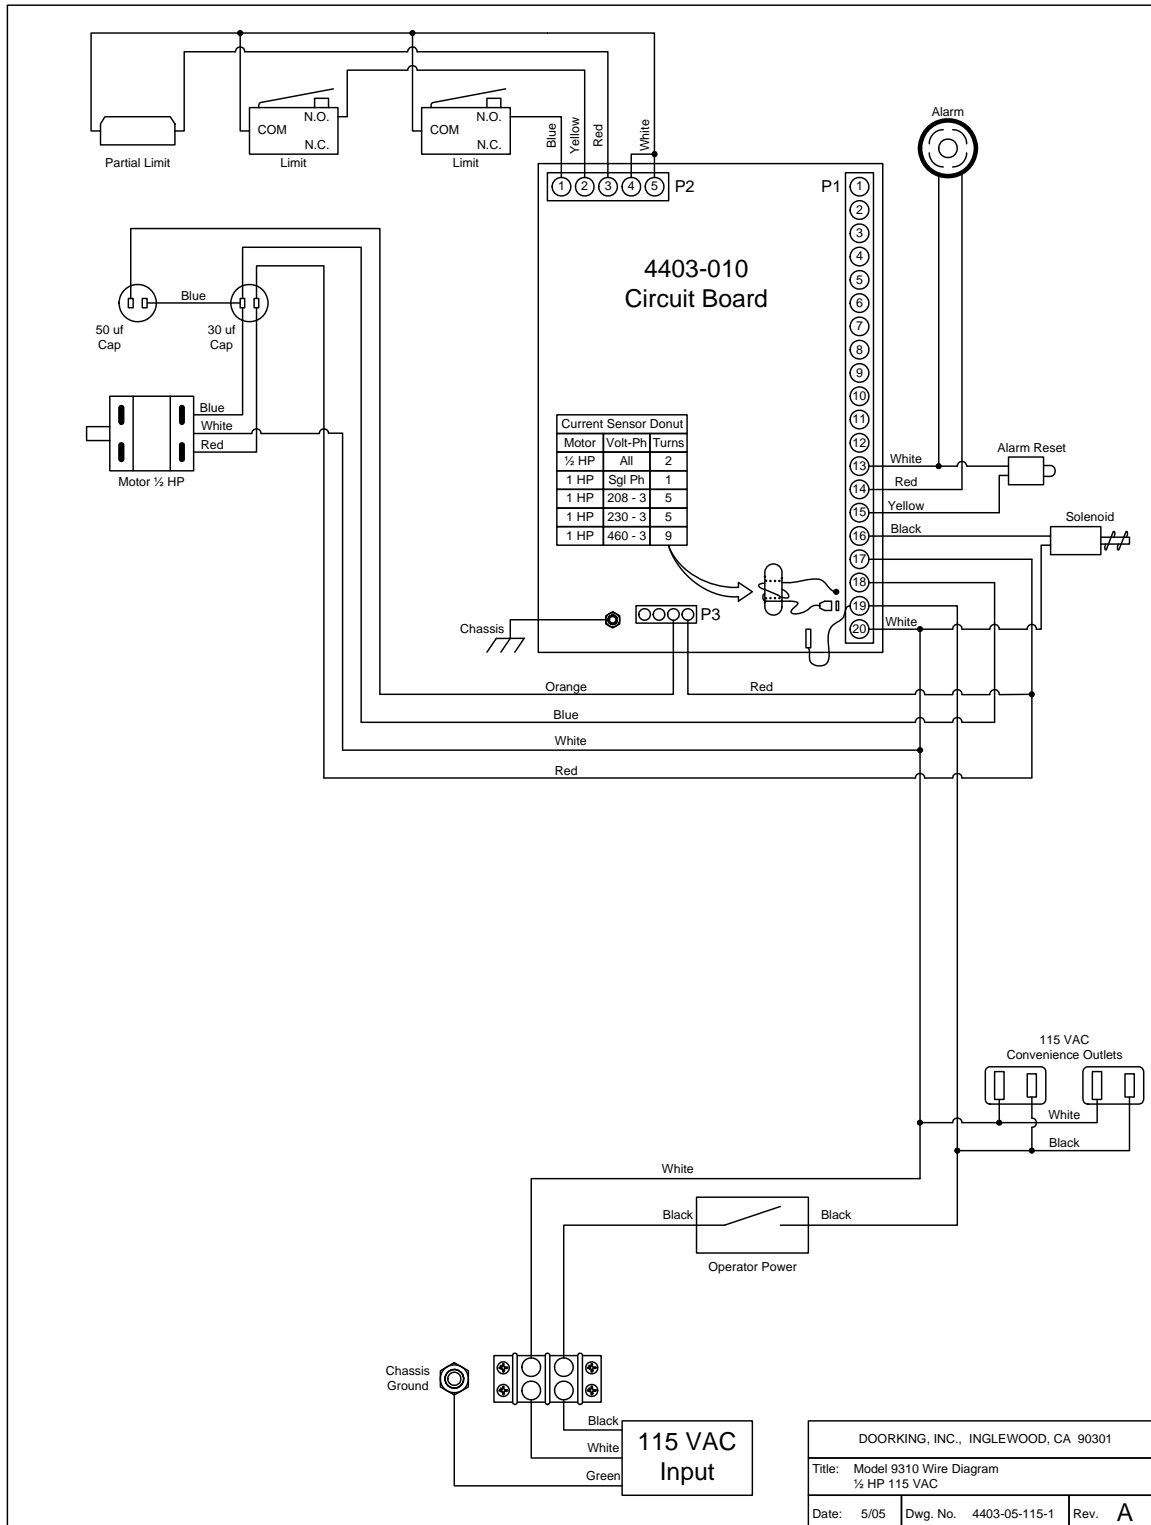 N.O.
COM
N.C.
N.O.
COM
N.C.
Partial Limit
Limit
Limit
Blue
Yellow
Red
White
Alarm
1 2 3 4 5 P2
P1 1
2
3
4
5
6
7
8
9
10
11
12
13
14
15
16
17
18
19
20
4403-010
Circuit Board
Blue
50 uf
Cap
30 uf
Cap
Blue
White
Red
Motor ½ HP
Current Sensor Donut
Motor Volt-Ph Turns
½ HP All 2
1 HP Sgl Ph 1
1 HP 208 - 3 5
1 HP 230 - 3 5
1 HP 460 - 3 9
White
Alarm Reset
Red
Yellow
Black
Solenoid
White
Chassis
P3
Orange
Red
Blue
White
Red
115 VAC
Convenience Outlets
White
Black
White
Black
Black
Operator Power
Chassis
Ground
Black
White
Green
115 VAC
Input
DOORKING, INC., INGLEWOOD, CA 90301
Title: Model 9310 Wire Diagram
½ HP 115 VAC
Date: 5/05 Dwg. No. 4403-05-115-1 Rev. A